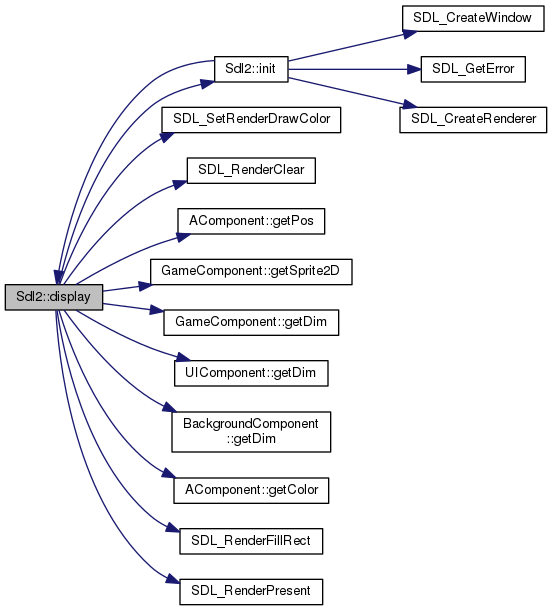 SDL_CreateWindow
Sdl2::init
SDL_GetError
SDL_CreateRenderer
SDL_SetRenderDrawColor
SDL_RenderClear
AComponent::getPos
GameComponent::getSprite2D
Sdl2::display
GameComponent::getDim
UIComponent::getDim
BackgroundComponent
::getDim
AComponent::getColor
SDL_RenderFillRect
SDL_RenderPresent